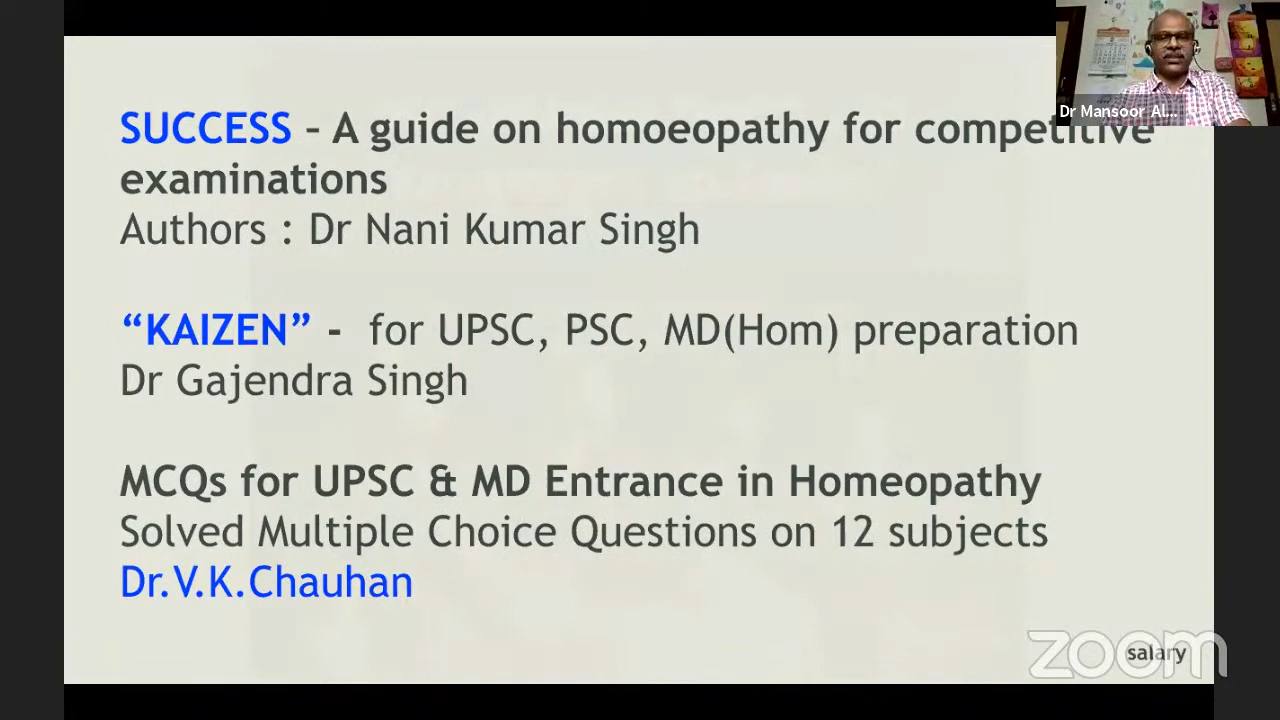 SUCCESS - A guide on homoeopathy for competitive
examinations
Authors : Dr Nani Kumar Singh
“KAIZEN” - for UPSC, PSC, MD(Hom) preparation
Dr Gajendra Singh
MCQs for UPSC & MD Entrance in Homeopathy
Solved Multiple Choice Questions on 12 subjects
Dr.V.K.Chauhan
Dr Mansoor Al...
salary
zoom